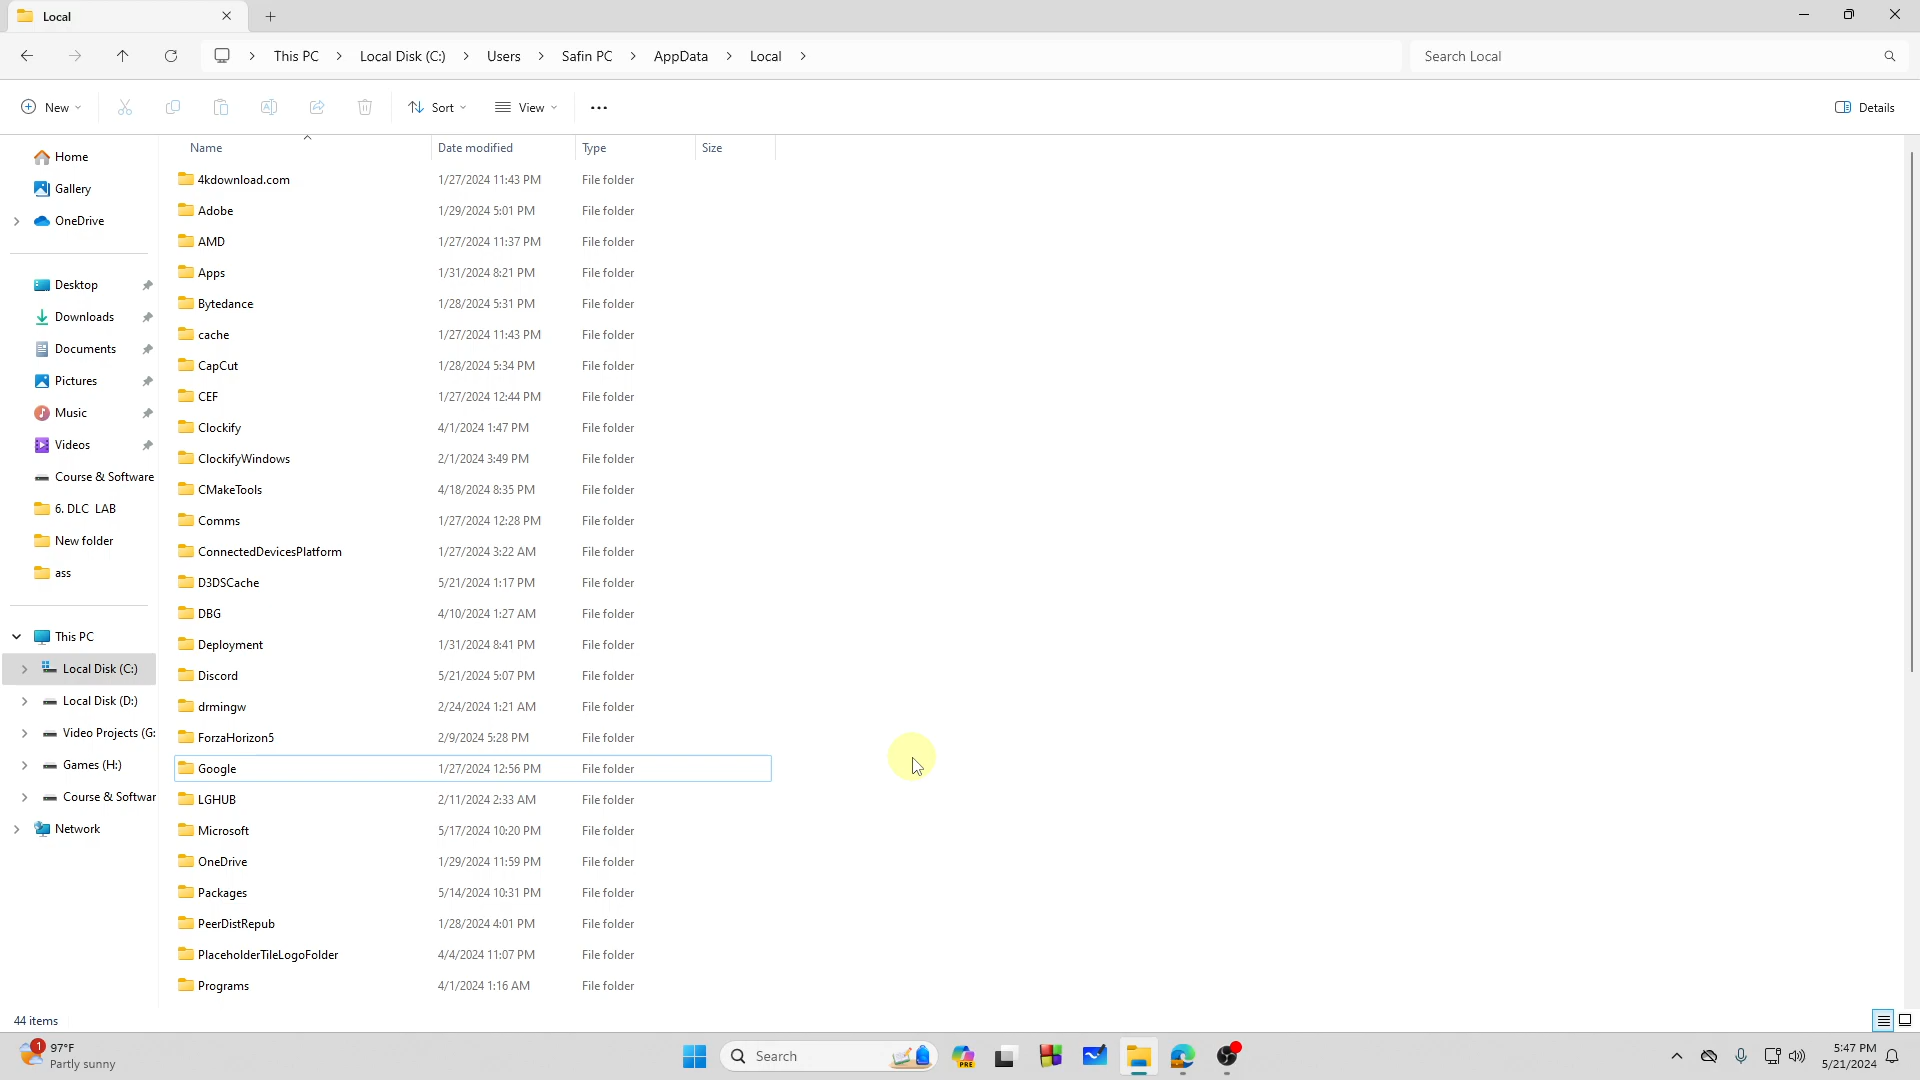 Local
This PC
Local Disk (C:)
Users
Safin PC
AppData
Local
Search Local
New
Sort
View
Details
Name
Date modified
Type
Size
Home
Gallery
OneDrive
Desktop
Downloads
Documents
Pictures
Music
Videos
Course & Software
6. DLC LAB
New folder
ass
This PC
Local Disk (C:)
Local Disk (D:)
Video Projects (G:
Games (H:)
Course & Softwar
Network
4kdownload.com 1/27/2024 11:43 PM File folder
Adobe 1/29/2024 5:01 PM File folder
AMD 1/27/2024 11:37 PM File folder
Apps 1/31/2024 8:21 PM File folder
Bytedance 1/28/2024 5:31 PM File folder
cache 1/27/2024 11:43 PM File folder
CapCut 1/28/2024 5:34 PM File folder
CEF 1/27/2024 12:44 PM File folder
Clockify 4/1/2024 1:47 PM File folder
ClockifyWindows 2/1/2024 3:49 PM File folder
CMakeTools 4/18/2024 8:35 PM File folder
Comms 1/27/2024 12:28 PM File folder
ConnectedDevicesPlatform 1/27/2024 3:22 AM File folder
D3DSCache 5/21/2024 1:17 PM File folder
DBG 4/10/2024 1:27 AM File folder
Deployment 1/31/2024 8:41 PM File folder
Discord 5/21/2024 5:07 PM File folder
drmingw 2/24/2024 1:21 AM File folder
ForzaHorizon5 2/9/2024 5:28 PM File folder
Google 1/27/2024 12:56 PM File folder
LGHUB 2/11/2024 2:33 AM File folder
Microsoft 5/17/2024 10:20 PM File folder
OneDrive 1/29/2024 11:59 PM File folder
Packages 5/14/2024 10:31 PM File folder
PeerDistRepub 1/28/2024 4:01 PM File folder
PlaceholderTileLogoFolder 4/4/2024 11:07 PM File folder
Programs 4/1/2024 1:16 AM File folder
44 items
1
97°F
Partly sunny
Search
PRE
5:47 PM
5/21/2024